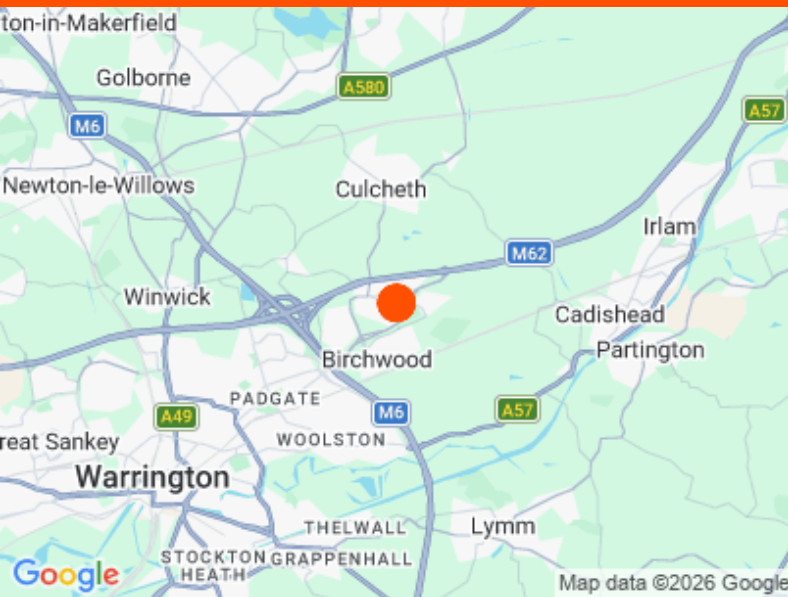 ton-in-Makerfield
Golborne
A580
A57
M6
Newton-le-Willows
Culcheth
Irlam
M62
Winwick
Cadishead
Birchwood
Partington
PADGATE
M6
A57
A49
WOOLSTON
reat Sankey
Warrington
THELWALL
Lymm
STOCKTON
HEATH
GRAPPENHALL
Google
Map data ©2026 Google